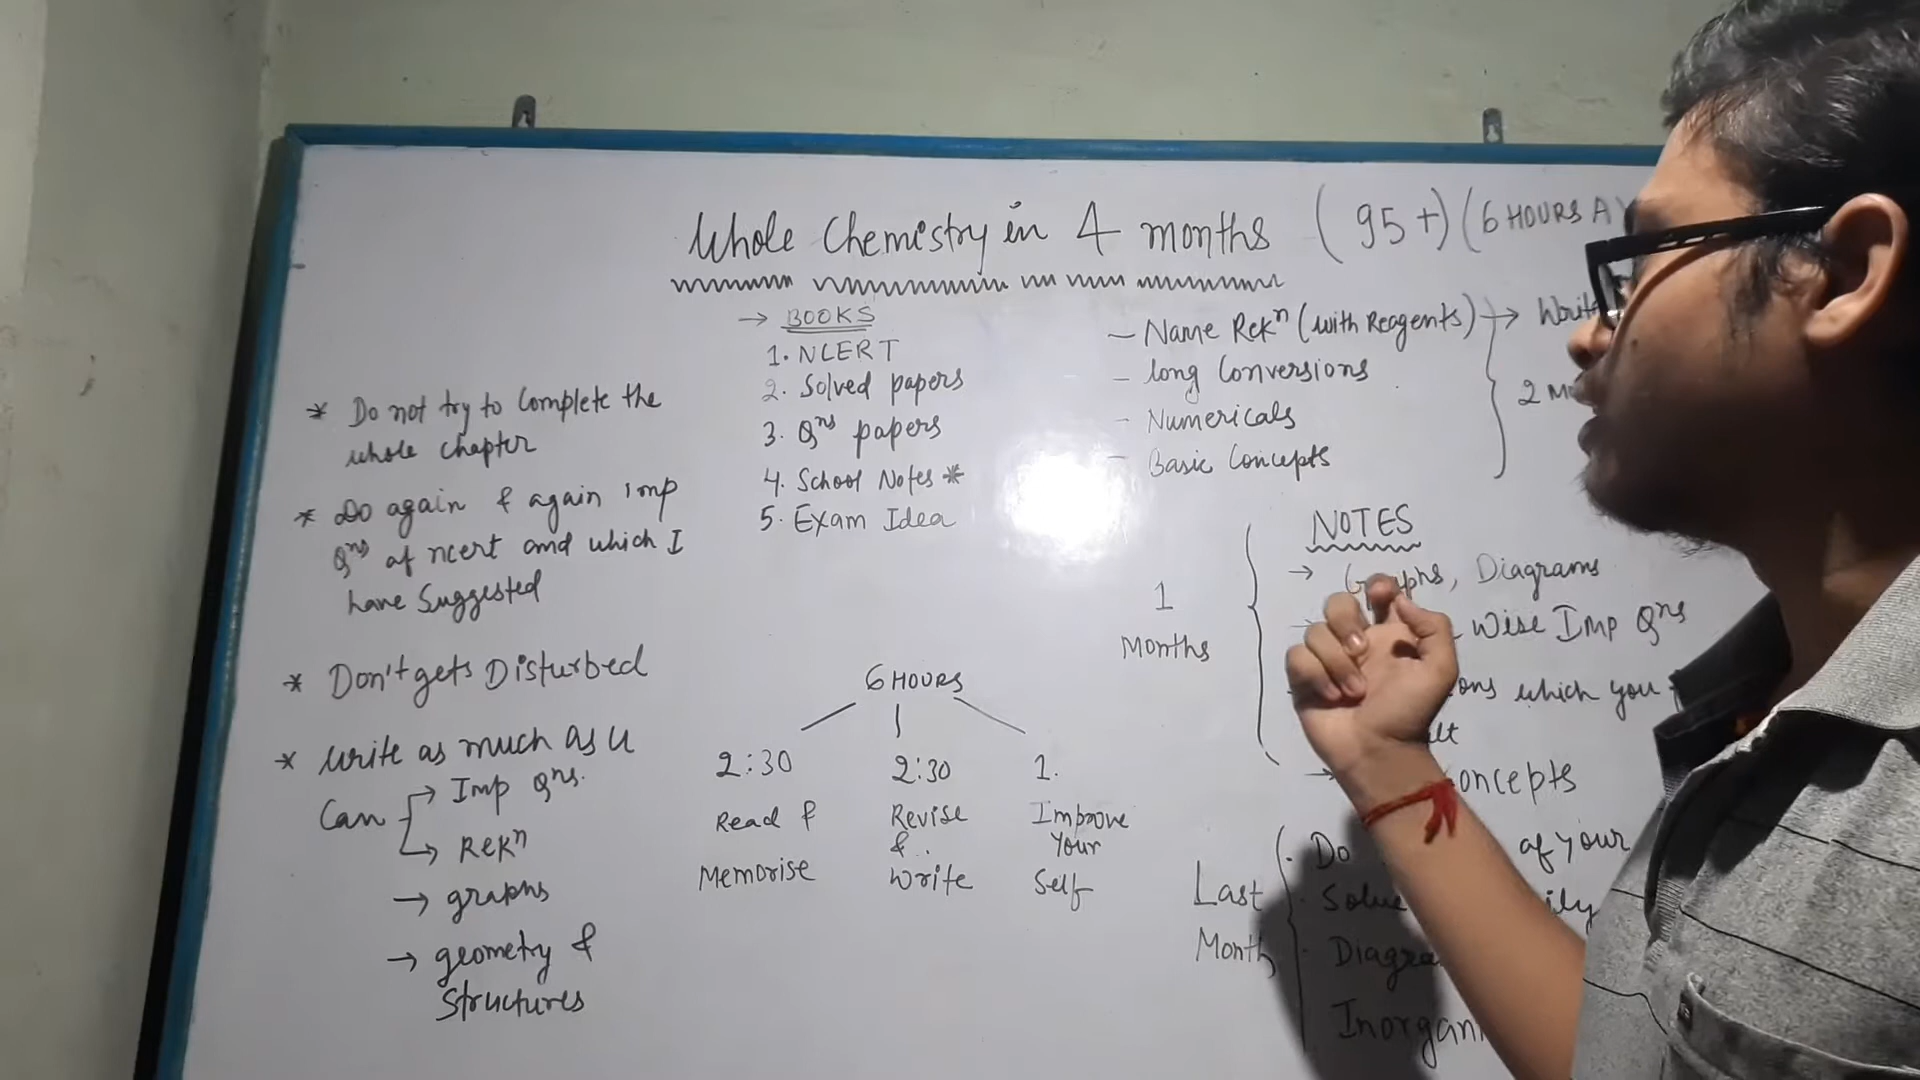 Whole Chemistry in 4 months (95+) (6 HOURS A
→ BOOKS
1. NCERT
2. Solved papers
3. Qns papers
4. School Notes *
5. Exam Idea
* Do not try to Complete the
whole chapter
* Do again & again imp
Qns of ncert and which I
have Suggested
* Don't gets Disturbed
* Write as much as U
Can → Imp Qns.
→ Rekn
→ graphs
→ geometry &
Structures
6 HOURS
2:30 2:30 1.
Read & Revise Improve
& Your
Memorise Write Self
– Name Rekn (with Reagents) →
– long Conversions
– Numericals
– Basic Concepts
2
1
Months
NOTES
→ Graphs, Diagrams
Wise Imp Qns
which you
→
Last
Month
· Do of your
·
·